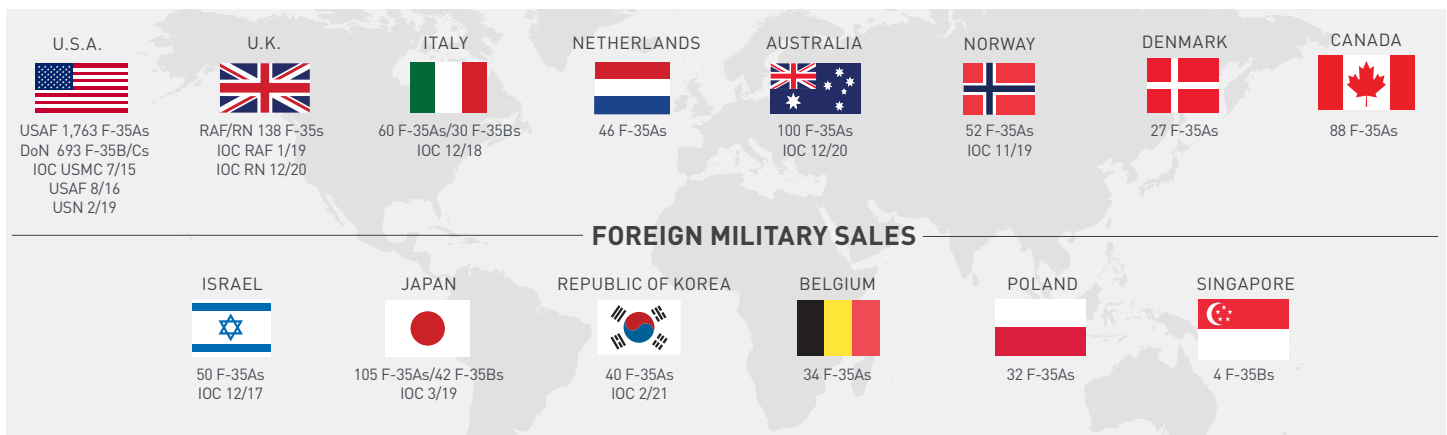 U.S.A.
USAF 1,763 F-35As
DoN 693 F-35B/Cs
IOC USMC 7/15
USAF 8/16
USN 2/19
U.K.
RAF/RN 138 F-35s
IOC RAF 1/19
IOC RN 12/20
ITALY
60 F-35As/30 F-35Bs
IOC 12/18
NETHERLANDS
46 F-35As
AUSTRALIA
100 F-35As
IOC 12/20
NORWAY
52 F-35As
IOC 11/19
DENMARK
27 F-35As
CANADA
88 F-35As
FOREIGN MILITARY SALES
ISRAEL
50 F-35As
IOC 12/17
JAPAN
105 F-35As/42 F-35Bs
IOC 3/19
REPUBLIC OF KOREA
40 F-35As
IOC 2/21
BELGIUM
34 F-35As
POLAND
32 F-35As
SINGAPORE
4 F-35Bs